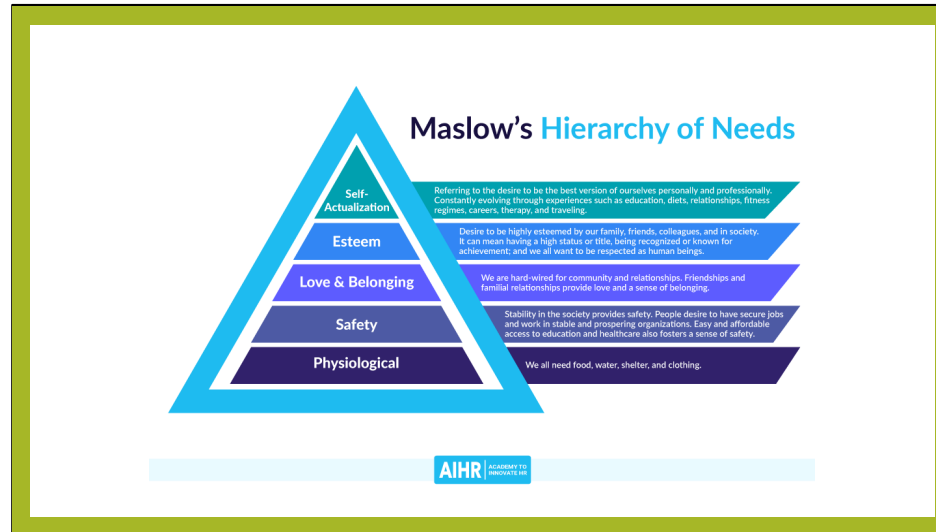 Maslow's Hierarchy of Needs
Self-
Actualization
Referring to the desire to be the best version of ourselves personally and professionally.
Constantly evolving through experiences such as education, diets, relationships, fitness
regimes, careers, therapy, and traveling.
Esteem
Desire to be highly esteemed by our family, friends, colleagues, and in society.
It can mean having a high status or title, being recognized or known for
achievement; and we all want to be respected as human beings.
Love & Belonging
We are hard-wired for community and relationships. Friendships and
familial relationships provide love and a sense of belonging.
Safety
Stability in the society provides safety. People desire to have secure jobs
and work in stable and prospering organizations. Easy and affordable
access to education and healthcare also fosters a sense of safety.
Physiological
We all need food, water, shelter, and clothing.
AIHR
ACADEMY TO
INNOVATE HR